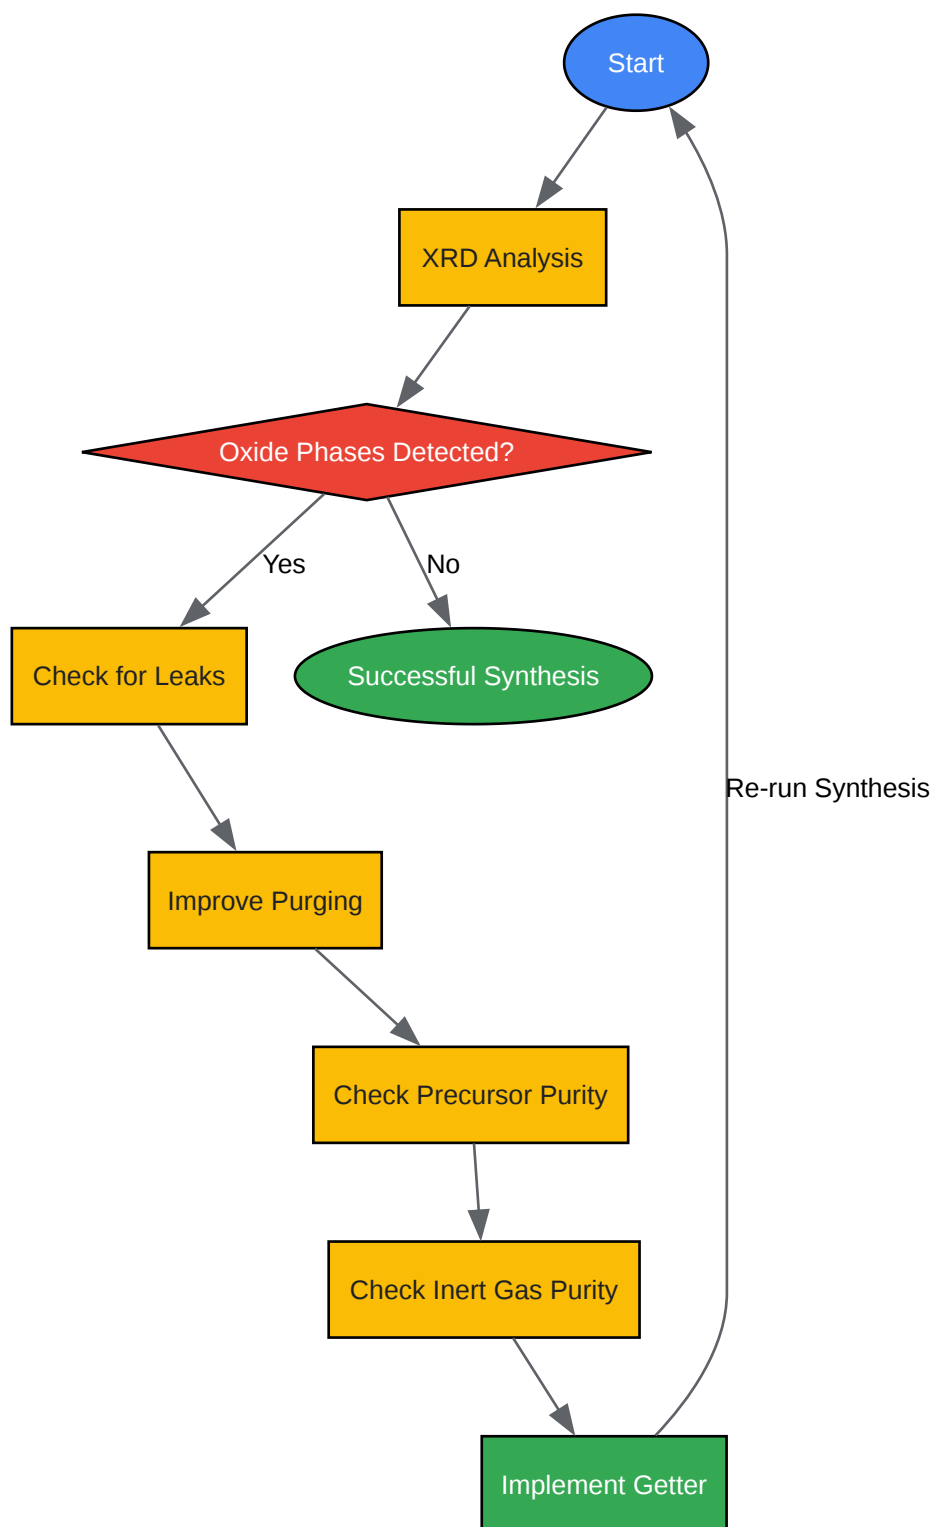 Start
XRD Analysis
Oxide Phases Detected?
Yes
No
Check for Leaks
Successful Synthesis
Re-run Synthesis
Improve Purging
Check Precursor Purity
Check Inert Gas Purity
Implement Getter